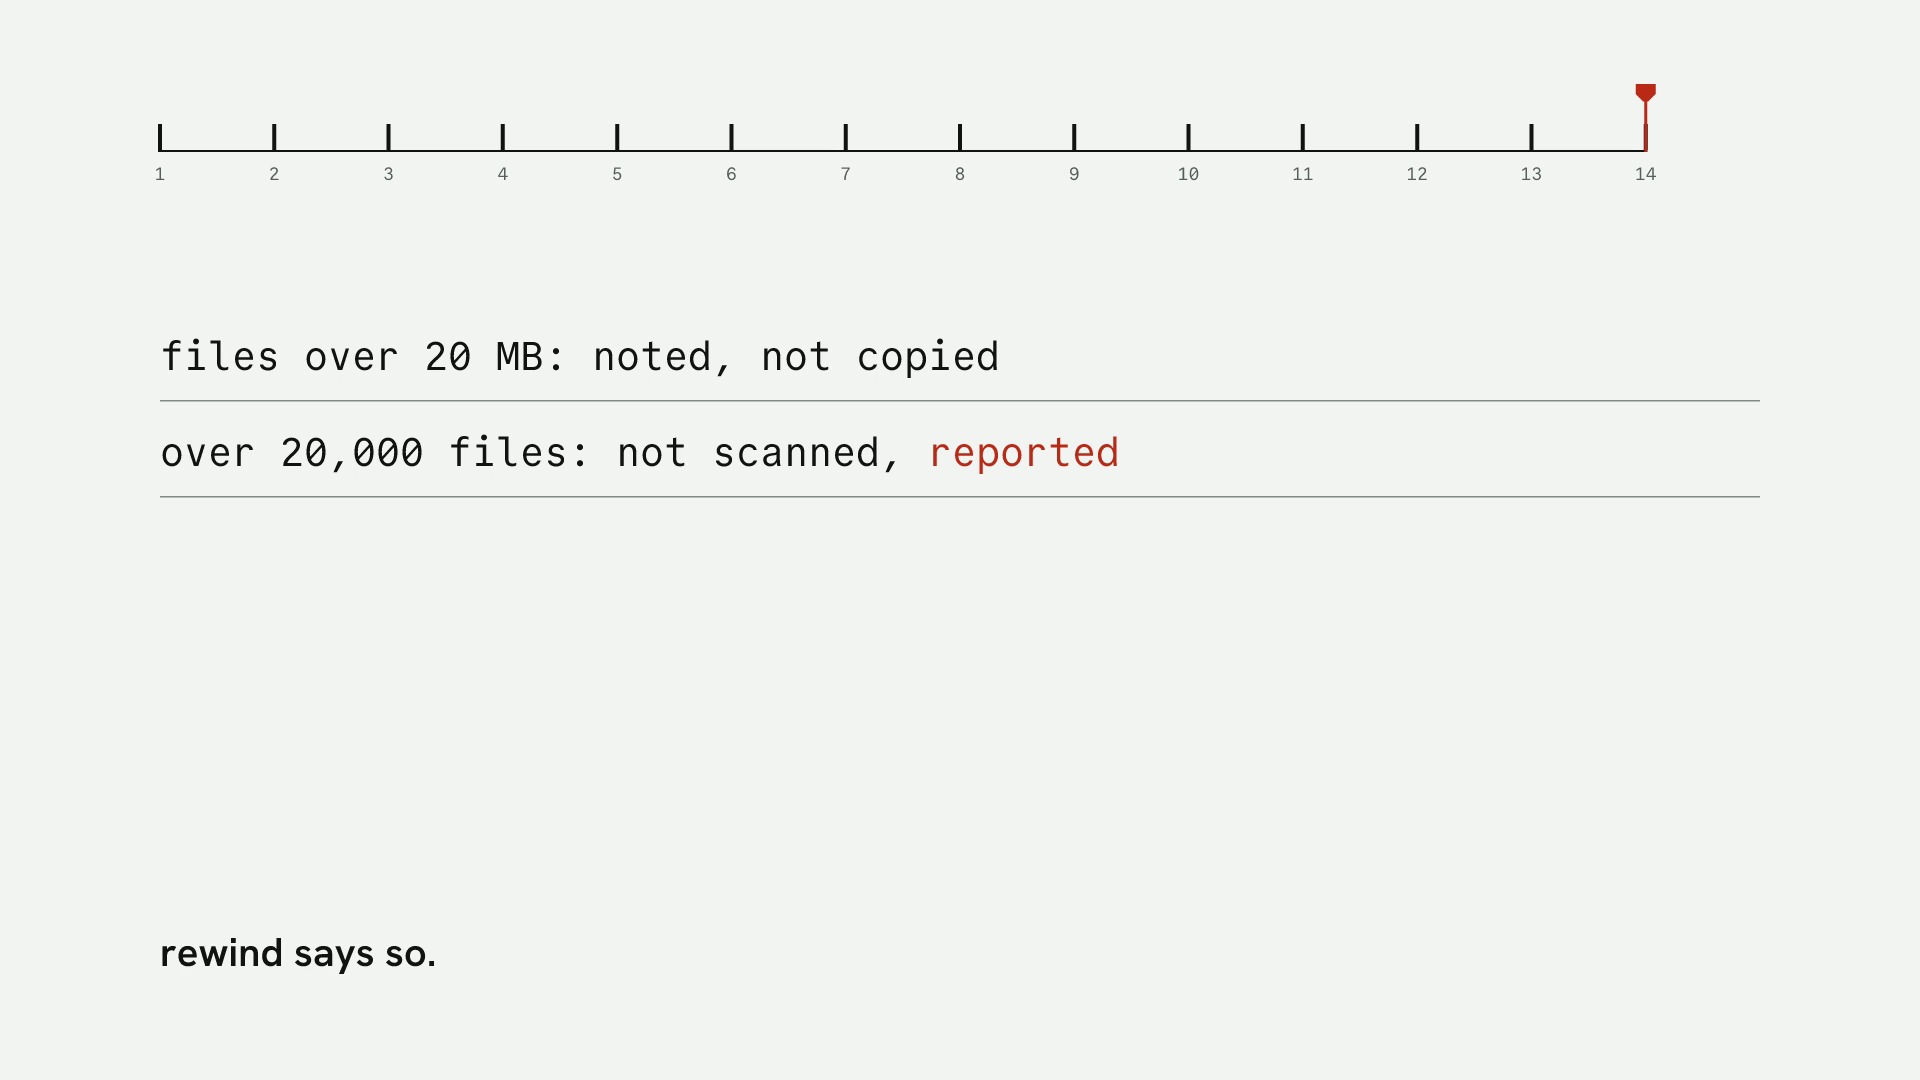 1 2 3 4 5 6 7 8 9 10 11 12 13 14
files over 20 MB: noted, not copied
over 20,000 files: not scanned, reported
rewind says so.